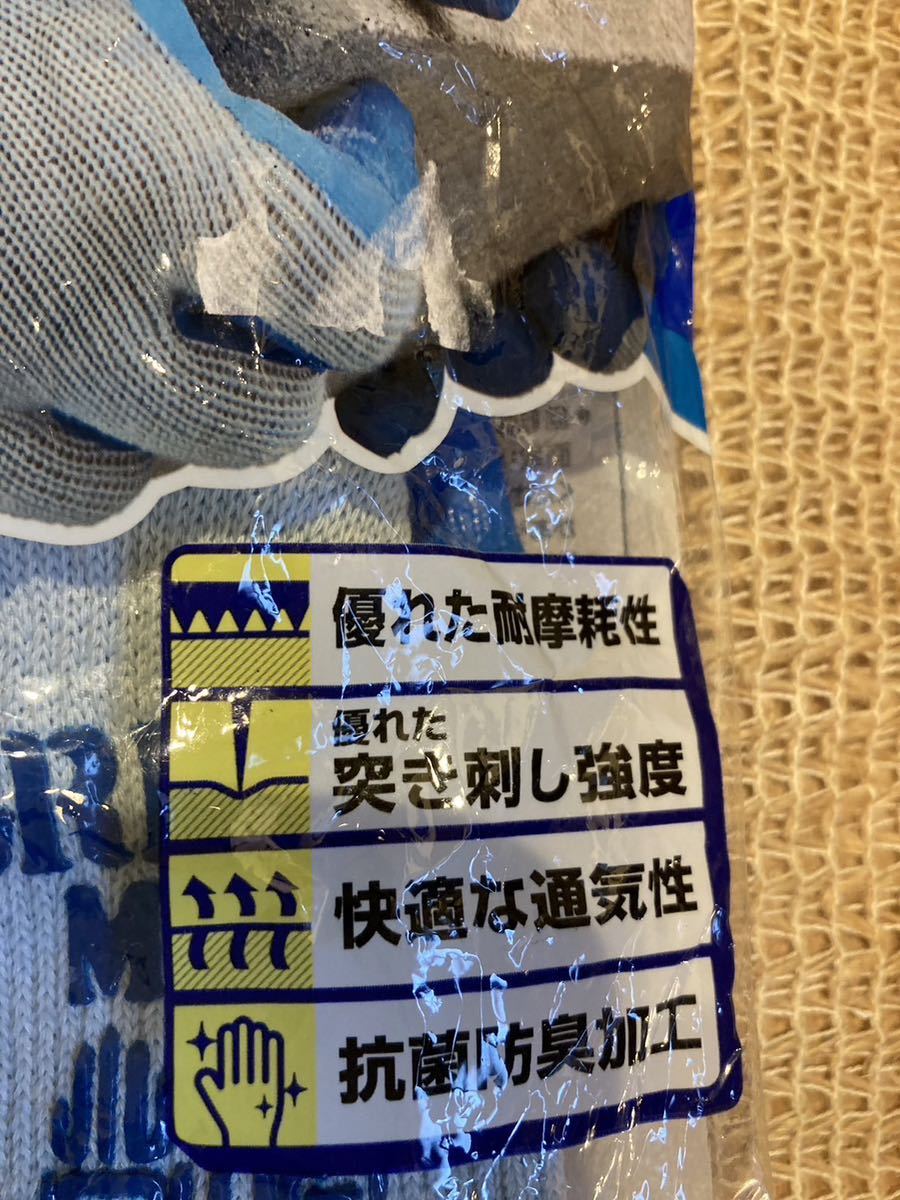 優れた耐摩耗性
優れた
突き刺し強度
快適な通気性
抗菌防臭加工
M